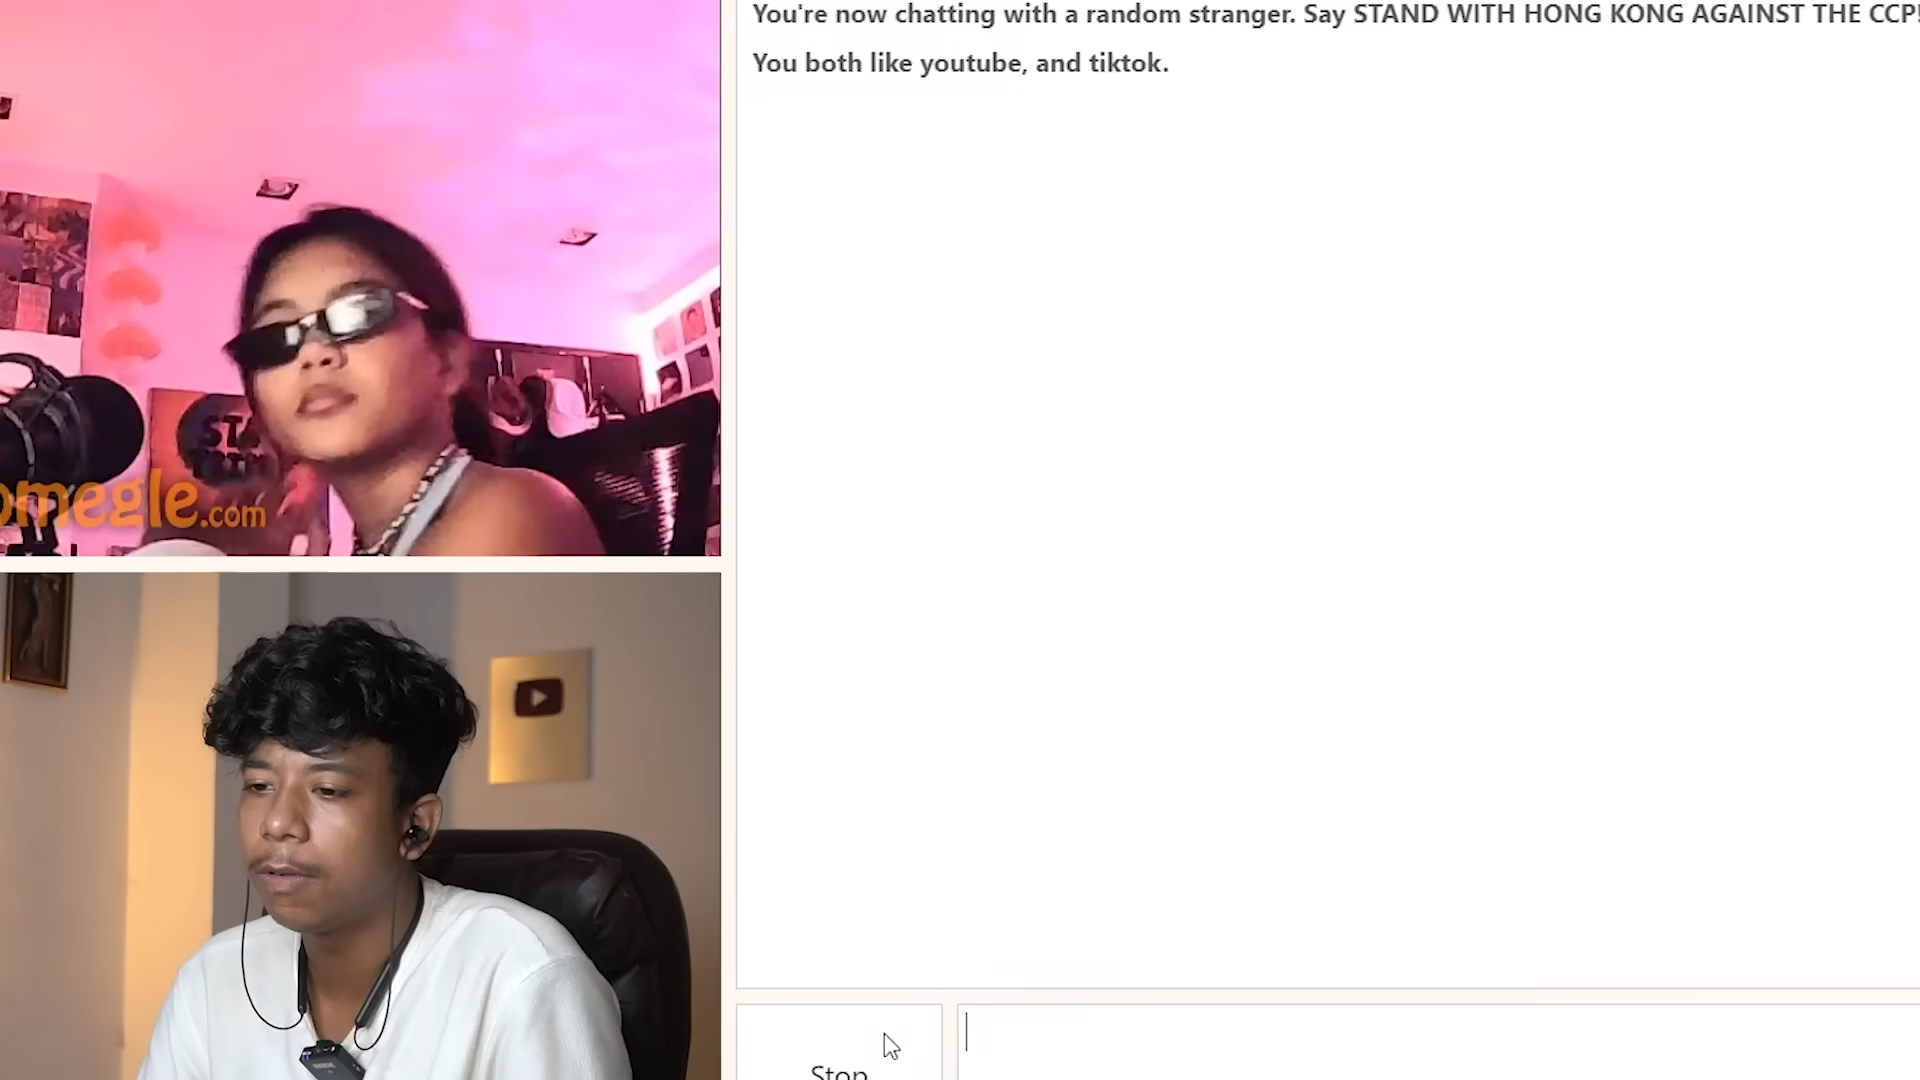 You're now chatting with a random stranger. Say STAND WITH HONG KONG AGAINST THE CCP!
You both like youtube, and tiktok.
omegle.com
Stop